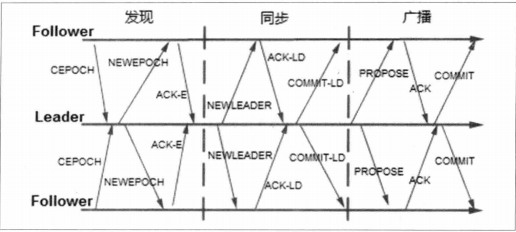 发现 同步 广播
Follower
CEPOCH NEWEPOCH ACK-E NEWLEADER ACK-LD COMMIT-LD PROPOSE ACK COMMIT
Leader
CEPOCH NEWEPOCH ACK-E NEWLEADER ACK-LD COMMIT-LD PROPOSE ACK COMMIT
Follower